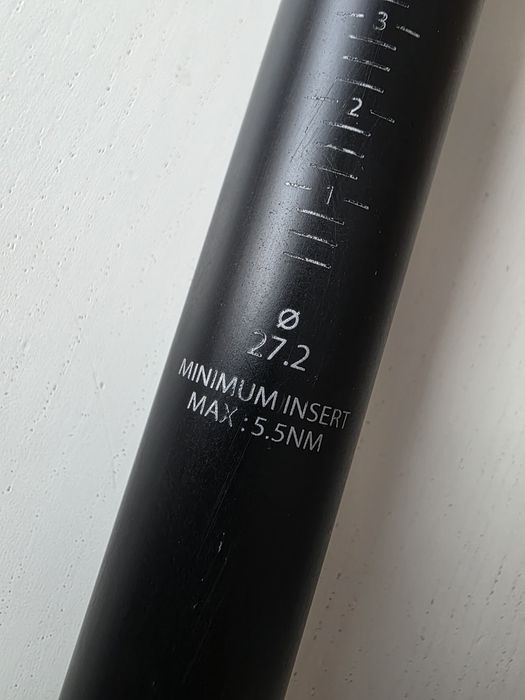 3
2
1
Ø
27.2
MINIMUM INSERT
MAX : 5.5NM